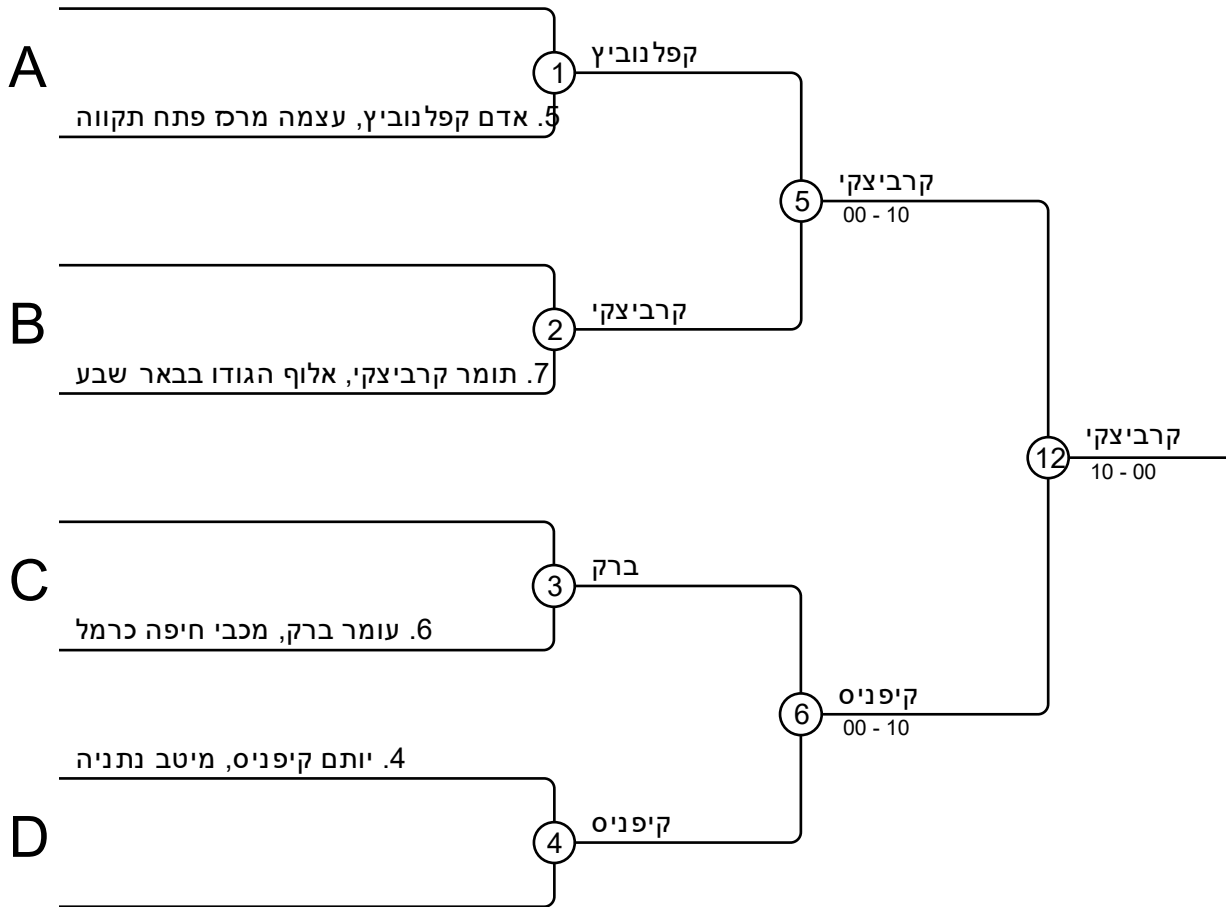 A
1
קפלנוביץ
5. אדם קפלנוביץ, עצמה מרכז פתח תקווה
5
קרביצקי
00 - 10
B
2
קרביצקי
7. תומר קרביצקי, אלוף הגודו בבאר שבע
12
קרביצקי
10 - 00
C
3
ברק
6. עומר ברק, מכבי חיפה כרמל
6
קיפניס
00 - 10
4. יותם קיפניס, מיטב נתניה
D
4
קיפניס